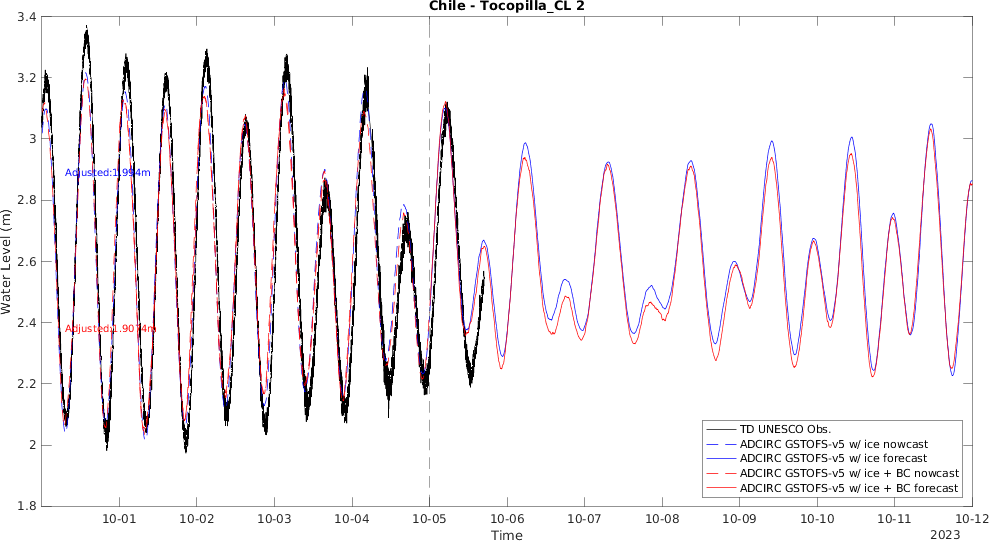 Chile - Tocopilla_CL 2
3.4
3.2
3
2.8
2.6
2.4
2.2
2
1.8
Water Level (m)
Adjusted:1.994m
Adjusted:1.9074m
TD UNESCO Obs.
ADCIRC GSTOFS-v5 w/ ice nowcast
ADCIRC GSTOFS-v5 w/ ice forecast
ADCIRC GSTOFS-v5 w/ ice + BC nowcast
ADCIRC GSTOFS-v5 w/ ice + BC forecast
10-01 10-02 10-03 10-04 10-05 10-06 10-07 10-08 10-09 10-10 10-11 10-12
Time
2023